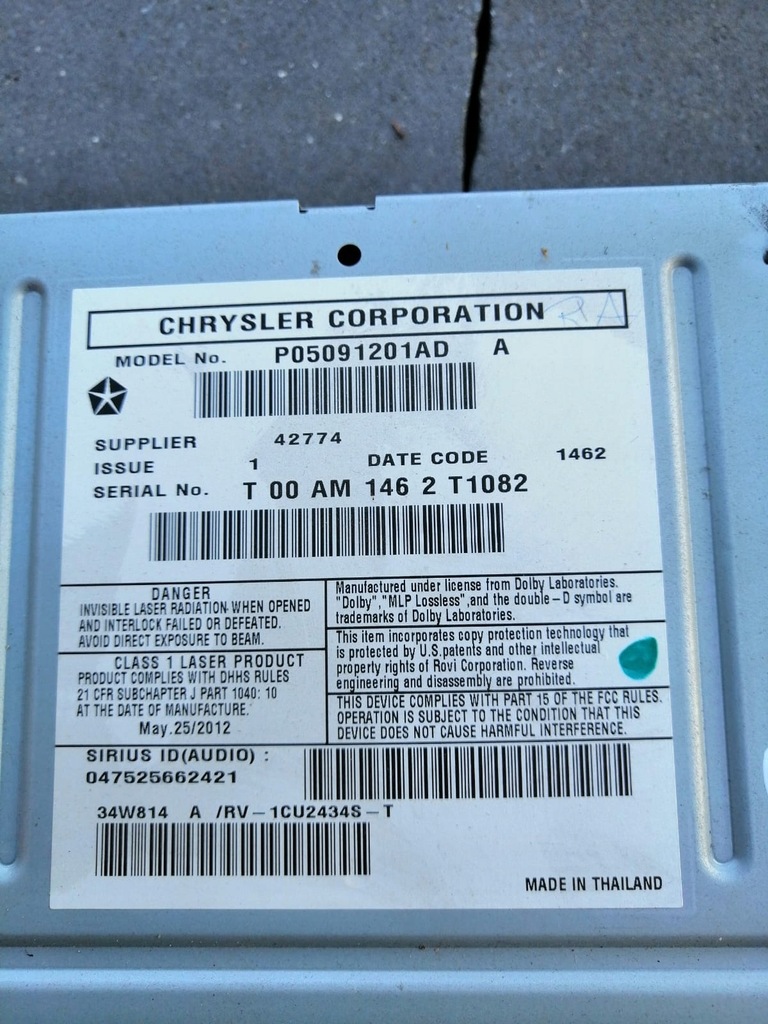 CHRYSLER CORPORATION
RA
MODEL No. P05091201AD A
SUPPLIER 42774
ISSUE 1 DATE CODE 1462
SERIAL No. T 00 AM 146 2 T1082
DANGER
INVISIBLE LASER RADIATION WHEN OPENED
AND INTERLOCK FAILED OR DEFEATED.
AVOID DIRECT EXPOSURE TO BEAM.
CLASS 1 LASER PRODUCT
PRODUCT COMPLIES WITH DHHS RULES
21 CFR SUBCHAPTER J PART 1040: 10
AT THE DATE OF MANUFACTURE.
May.25/2012
Manufactured under license from Dolby Laboratories.
"Dolby","MLP Lossless",and the double-D symbol are
trademarks of Dolby Laboratories.
This item incorporates copy protection technology that
is protected by U.S.patents and other intellectual
property rights of Rovi Corporation. Reverse
engineering and disassembly are prohibited.
THIS DEVICE COMPLIES WITH PART 15 OF THE FCC RULES.
OPERATION IS SUBJECT TO THE CONDITION THAT THIS
DEVICE DOES NOT CAUSE HARMFUL INTERFERENCE.
SIRIUS ID(AUDIO) :
047525662421
34W814 A /RV-1CU2434S-T
MADE IN THAILAND